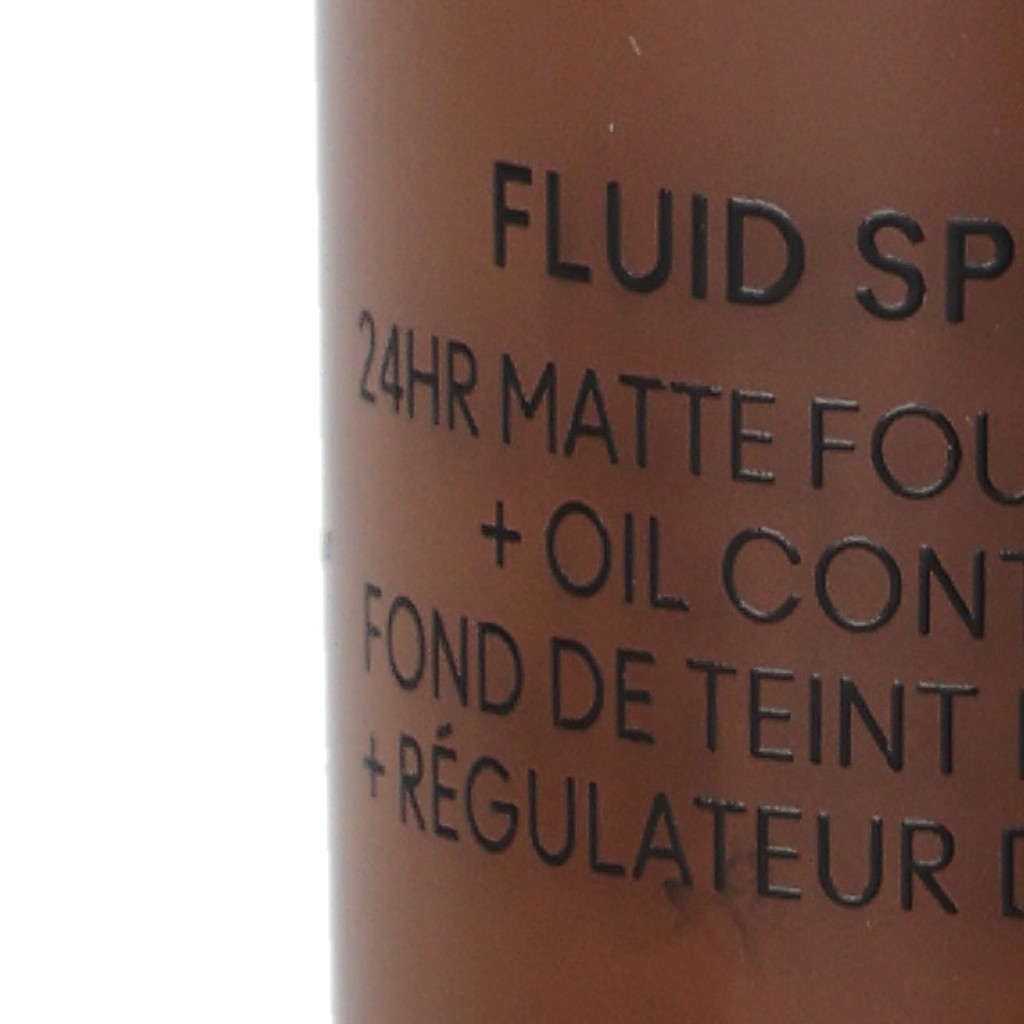 FLUID SP
24HR MATTE FOU
+ OIL CONT
FOND DE TEINT
+ RÉGULATEUR D